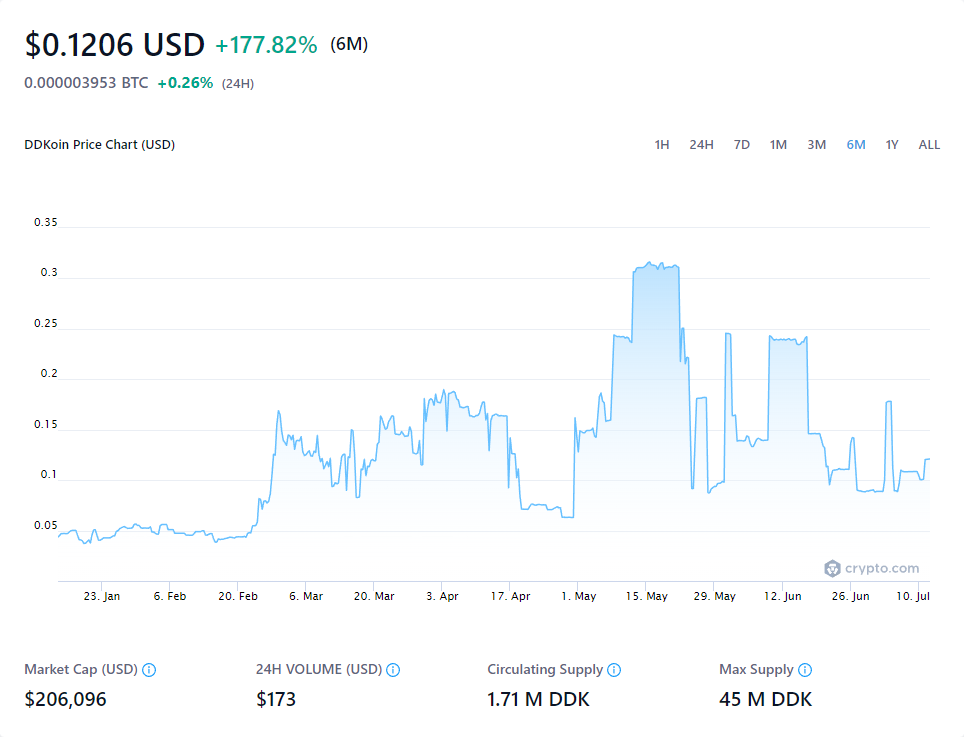 $0.1206 USD +177.82% (6M)
0.000003953 BTC +0.26% (24H)
DDKoin Price Chart (USD) 1H 24H 7D 1M 3M 6M 1Y ALL
0.35
0.3
0.25
0.2
0.15
0.1
0.05
crypto.com
23. Jan 6. Feb 20. Feb 6. Mar 20. Mar 3. Apr 17. Apr 1. May 15. May 29. May 12. Jun 26. Jun 10. Jul
Market Cap (USD) 24H VOLUME (USD) Circulating Supply Max Supply
$206,096 $173 1.71 M DDK 45 M DDK